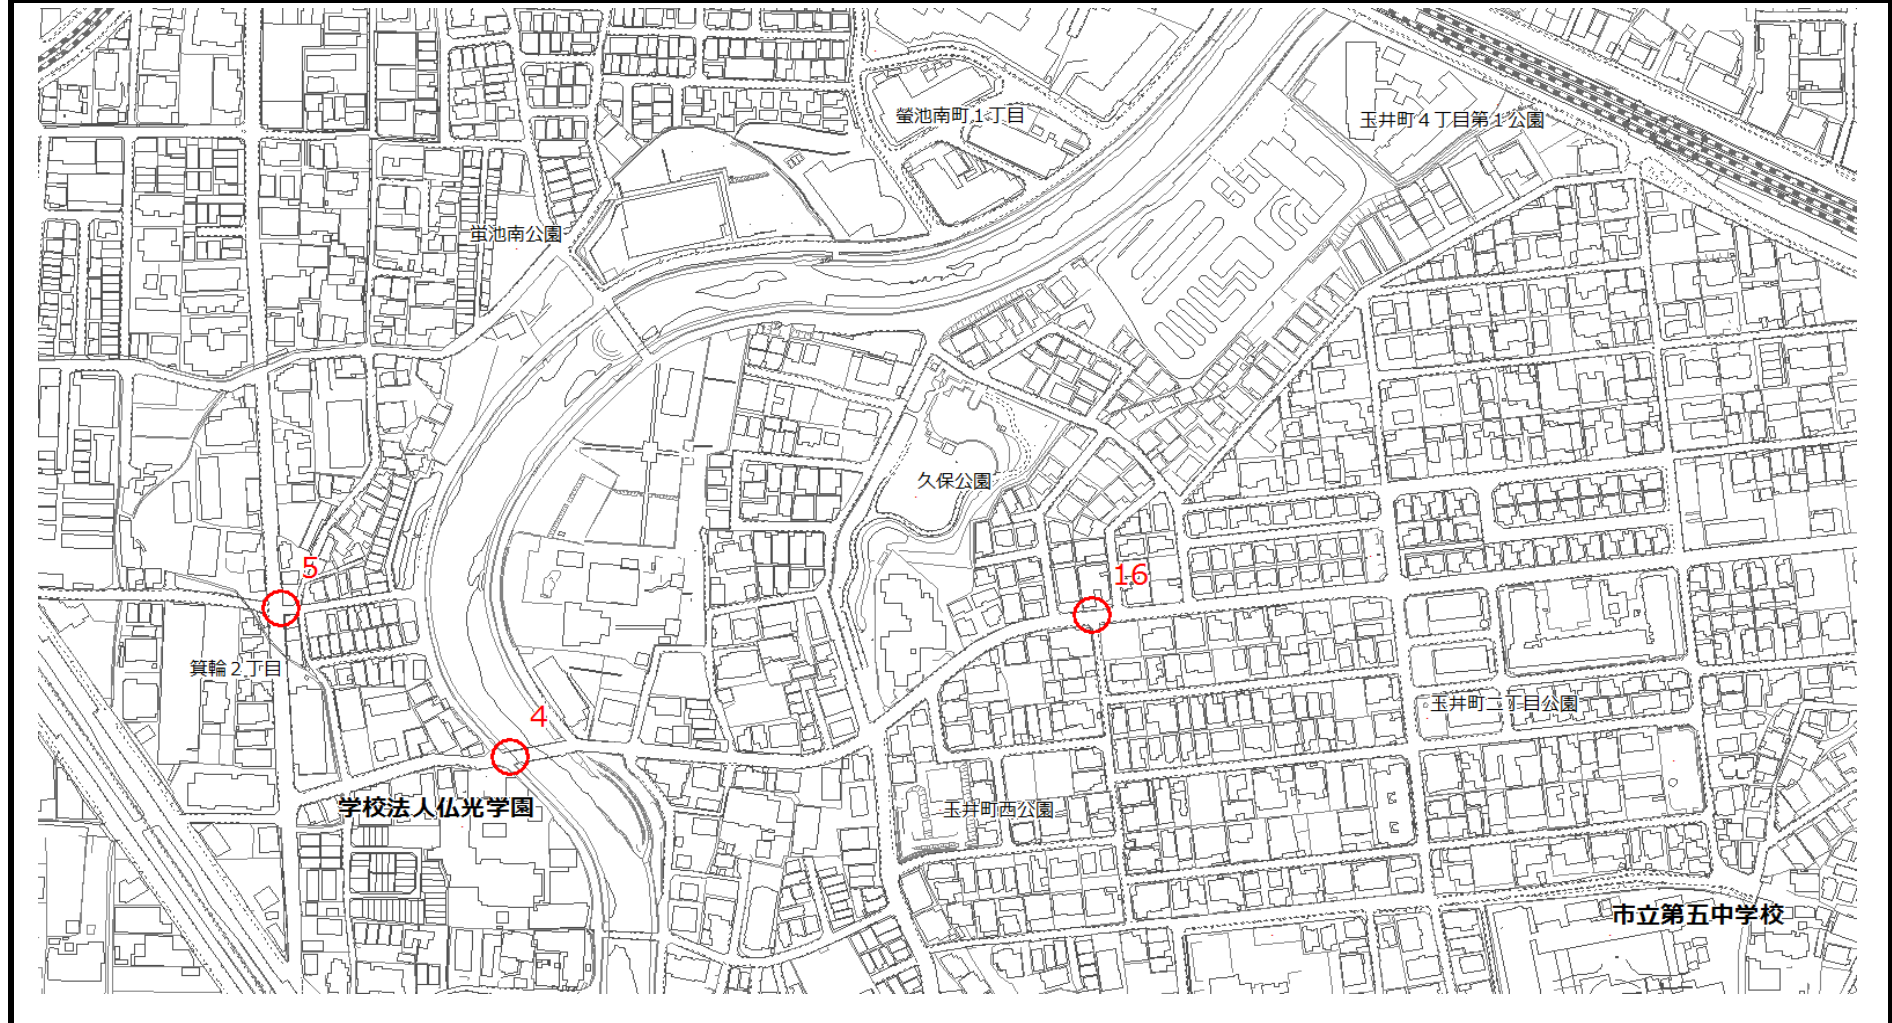 螢池南町１丁目
玉井町４丁目第１公園
蛍池南公園
久保公園
5
16
箕輪２丁目
玉井町二丁目公園
4
学校法人仏光学園
玉井町西公園
市立第五中学校